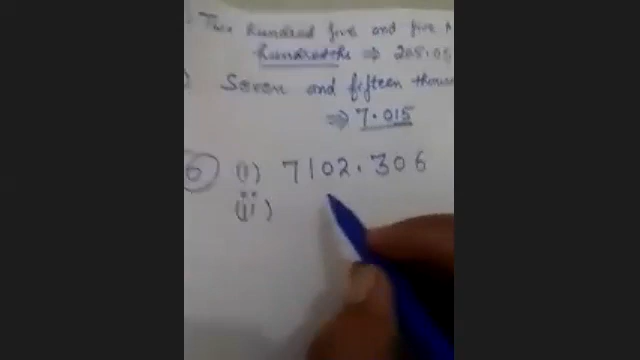 Two hundred five and five
hundredths ⇒ 205.05
) Seven and fifteen thous
⇒ 7.015
6) (i) 7102.306
(ii)